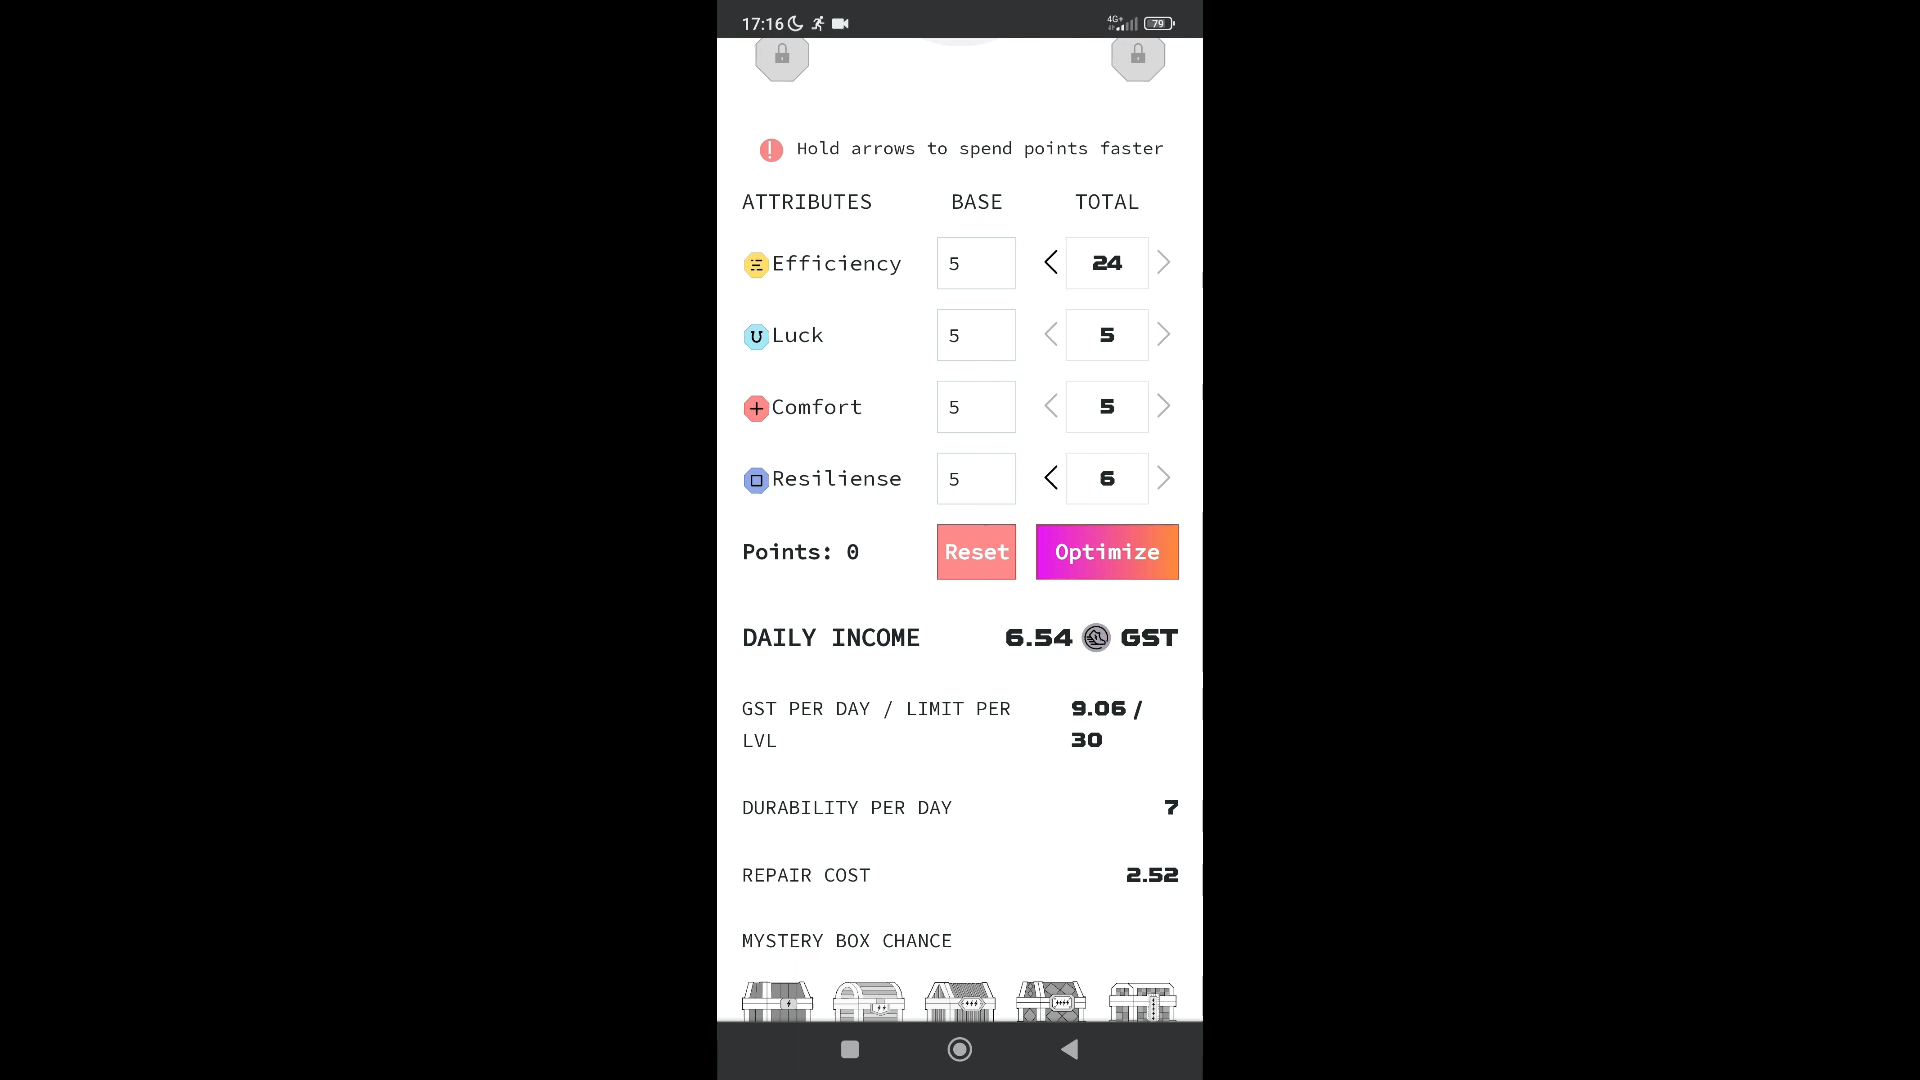 17:16 4G+ 79
! Hold arrows to spend points faster
ATTRIBUTES BASE TOTAL
Efficiency 5 24
Luck 5 5
Comfort 5 5
Resiliense 5 6
Points: 0 Reset Optimize
DAILY INCOME 6.54 GST
GST PER DAY / LIMIT PER 9.06 /
LVL 30
DURABILITY PER DAY 7
REPAIR COST 2.52
MYSTERY BOX CHANCE